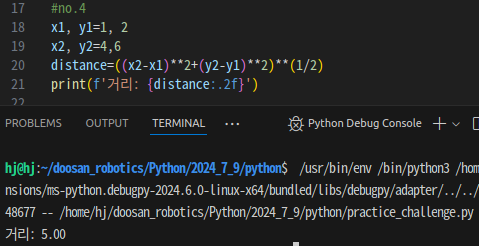 17 #no.4
18 x1, y1=1, 2
19 x2, y2=4,6
20 distance=((x2-x1)**2+(y2-y1)**2)**(1/2)
21 print(f'거리: {distance:.2f}')
22
PROBLEMS OUTPUT TERMINAL ... Python Debug Console
hj@hj:~/doosan_robotics/Python/2024_7_9/python$ /usr/bin/env /bin/python3 /hom
nsions/ms-python.debugpy-2024.6.0-linux-x64/bundled/libs/debugpy/adapter/../../
48677 -- /home/hj/doosan_robotics/Python/2024_7_9/python/practice_challenge.py
거리: 5.00